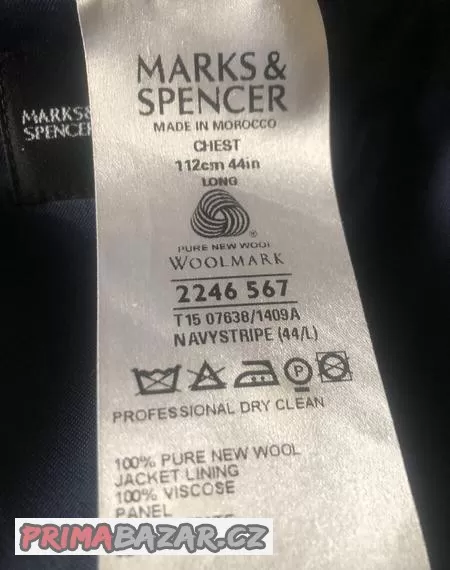 MARKS&
SPENCER
MARKS&
SPENCER
MADE IN MOROCCO
CHEST
112cm 44in
LONG
PURE NEW WOOL
WOOLMARK
2246 567
T15 07638/1409A
NAVYSTRIPE (44/L)
P
PROFESSIONAL DRY CLEAN
100% PURE NEW WOOL
JACKET LINING
100% VISCOSE
PANEL
PRIMABAZAR.CZ